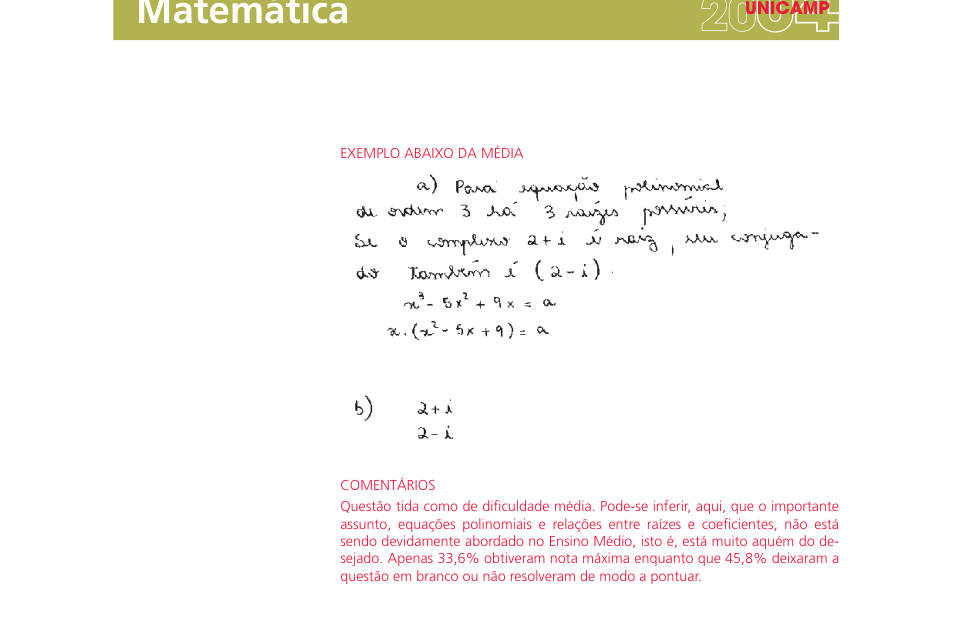 Matemática
2004
UNICAMP
EXEMPLO ABAIXO DA MÉDIA
a) Para equação polinomial
de ordem 3 há 3 raízes possíveis;
Se o complexo 2+i é raiz, seu conjuga-
do também é (2-i).
x³ - 5x² + 9x = a
x.(x² - 5x + 9) = a
b) 2+i
2-i
COMENTÁRIOS
Questão tida como de dificuldade média. Pode-se inferir, aqui, que o importante
assunto, equações polinomiais e relações entre raízes e coeficientes, não está
sendo devidamente abordado no Ensino Médio, isto é, está muito aquém do de-
sejado. Apenas 33,6% obtiveram nota máxima enquanto que 45,8% deixaram a
questão em branco ou não resolveram de modo a pontuar.